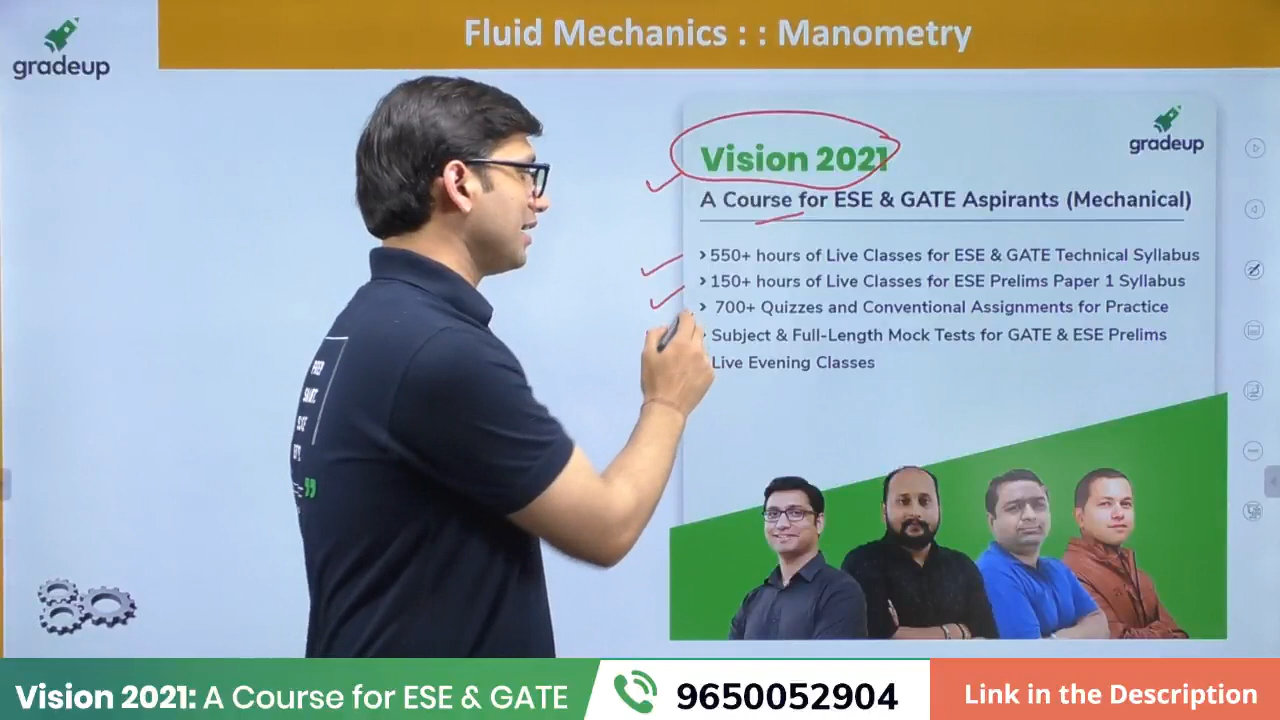 Fluid Mechanics : : Manometry
gradeup
gradeup
Vision 2021
A Course for ESE & GATE Aspirants (Mechanical)
› 550+ hours of Live Classes for ESE & GATE Technical Syllabus
› 150+ hours of Live Classes for ESE Prelims Paper 1 Syllabus
› 700+ Quizzes and Conventional Assignments for Practice
› Subject & Full-Length Mock Tests for GATE & ESE Prelims
Live Evening Classes
PREP
Vision 2021: A Course for ESE & GATE
9650052904
Link in the Description